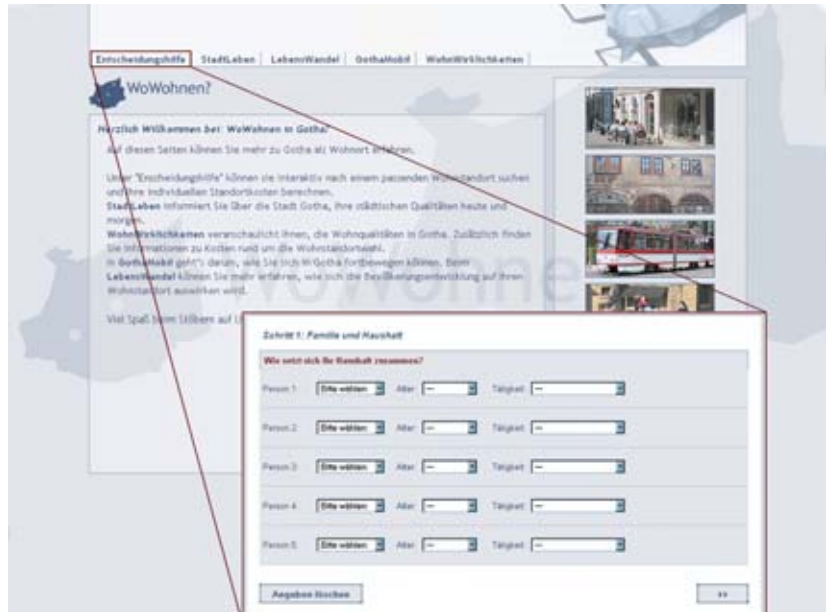 Entscheidungshilfe StadtLeben LebensWandel GothaMobil WohnWirklichkeiten
WoWohnen?
Herzlich Willkommen bei: WoWohnen in Gotha!
Auf diesen Seiten können Sie mehr zu Gotha als Wohnort erfahren.
Unter "Entscheidungshilfe" können sie interaktiv nach einem passenden Wohnstandort suchen
und Ihre individuellen Standortkosten berechnen.
StadtLeben informiert Sie über die Stadt Gotha, ihre städtischen Qualitäten heute und
morgen.
WohnWirklichkeiten veranschaulicht Ihnen, die Wohnqualitäten in Gotha. Zusätzlich finden
Sie Informationen zu Kosten rund um die Wohnstandortwahl.
In GothaMobil geht's darum, wie Sie sich in Gotha fortbewegen können. Beim
LebensWandel können Sie mehr erfahren, wie sich die Bevölkerungsentwicklung auf Ihren
Wohnstandort auswirken wird.
Viel Spaß beim Stöbern auf
WoWohne
Schritt 1: Familie und Haushalt
Wie setzt sich Ihr Haushalt zusammen?
Person 1: Bitte wählen Alter: --- Tätigkeit: ---
Person 2: Bitte wählen Alter: --- Tätigkeit: ---
Person 3: Bitte wählen Alter: --- Tätigkeit: ---
Person 4: Bitte wählen Alter: --- Tätigkeit: ---
Person 5: Bitte wählen Alter: --- Tätigkeit: ---
Angaben löschen >>